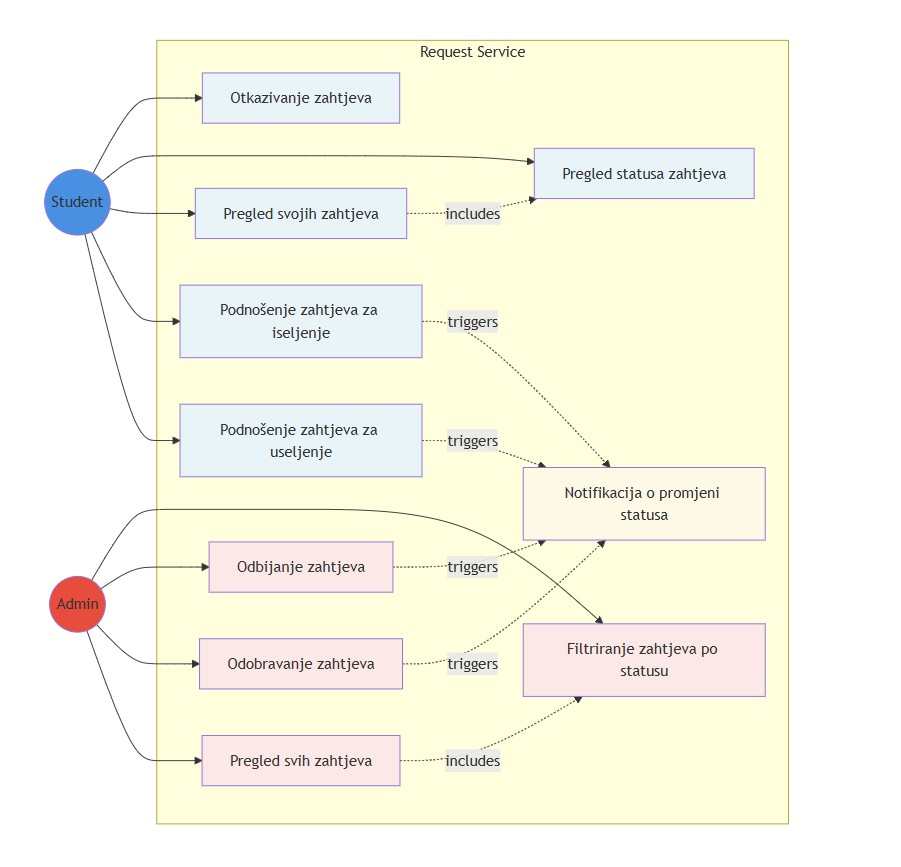 Request Service
Otkazivanje zahtjeva
Pregled statusa zahtjeva
Student
Pregled svojih zahtjeva
includes
Podnošenje zahtjeva za
iseljenje
triggers
Podnošenje zahtjeva za
useljenje
triggers
Notifikacija o promjeni
statusa
Odbijanje zahtjeva
triggers
Admin
Filtriranje zahtjeva po
statusu
Odobravanje zahtjeva
triggers
Pregled svih zahtjeva
includes